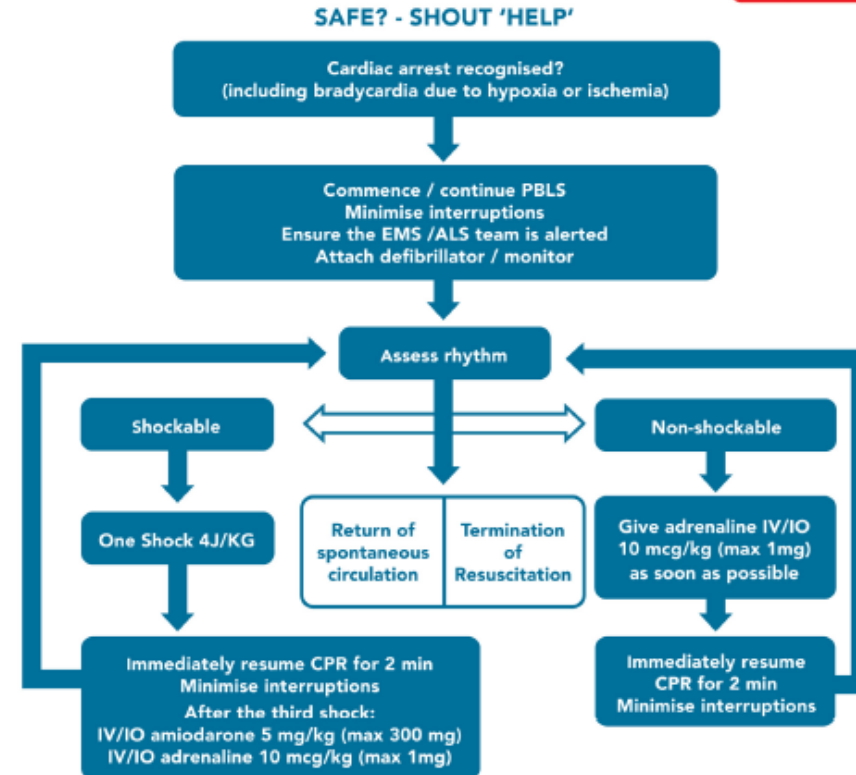 SAFE? - SHOUT 'HELP'
Cardiac arrest recognised?
(including bradycardia due to hypoxia or ischemia)
Commence / continue PBLS
Minimise interruptions
Ensure the EMS /ALS team is alerted
Attach defibrillator / monitor
Assess rhythm
Shockable
Non-shockable
One Shock 4J/KG
Return of
spontaneous
circulation
Termination
of
Resuscitation
Give adrenaline IV/IO
10 mcg/kg (max 1mg)
as soon as possible
Immediately resume CPR for 2 min
Minimise interruptions
After the third shock:
IV/IO amiodarone 5 mg/kg (max 300 mg)
IV/IO adrenaline 10 mcg/kg (max 1mg)
Immediately resume
CPR for 2 min
Minimise interruptions